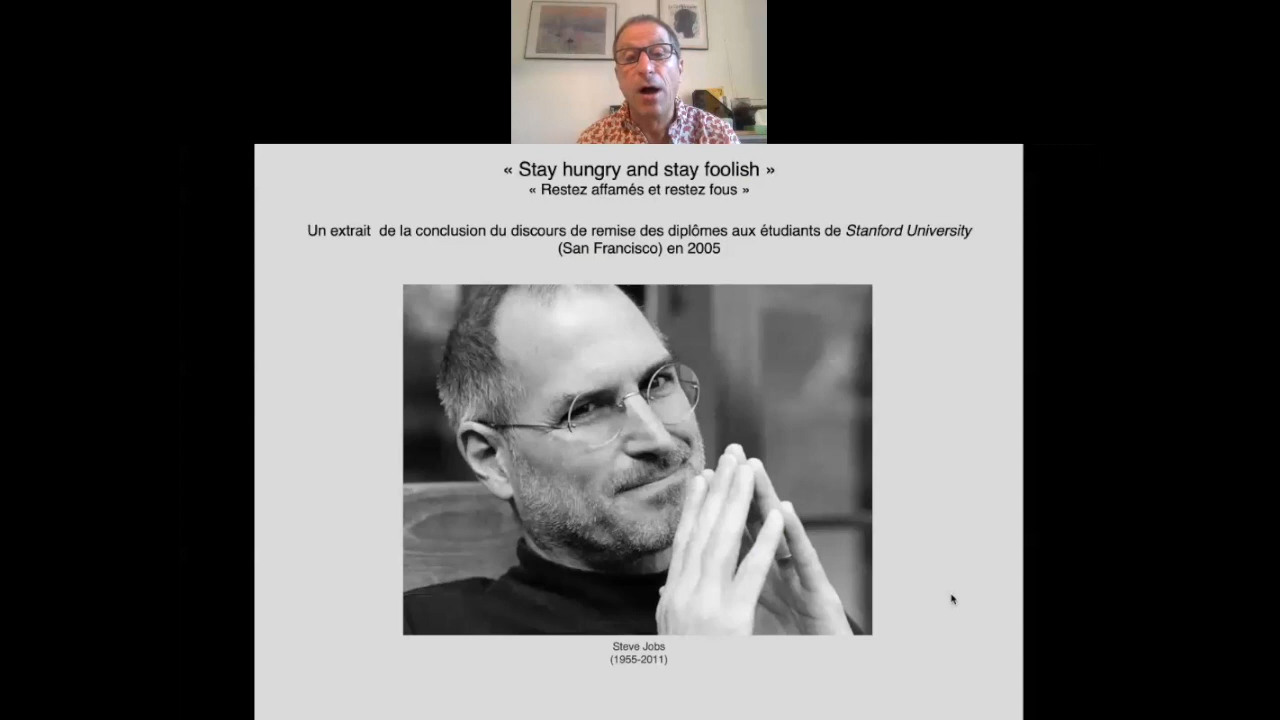 « Stay hungry and stay foolish »
« Restez affamés et restez fous »
Un extrait de la conclusion du discours de remise des diplômes aux étudiants de Stanford University
(San Francisco) en 2005
Steve Jobs
(1955-2011)